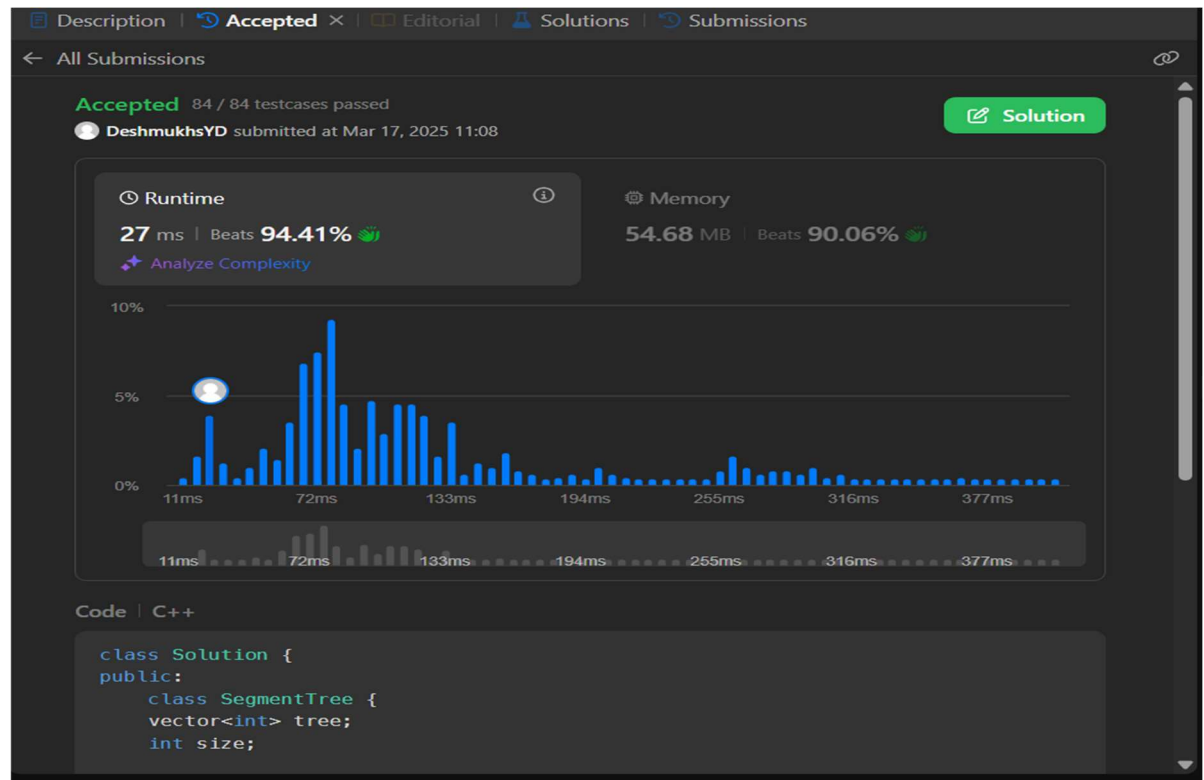 Description | Accepted × | Editorial | Solutions | Submissions
← All Submissions
Accepted 84 / 84 testcases passed
DeshmukhsYD submitted at Mar 17, 2025 11:08
Solution
Runtime
27 ms | Beats 94.41%
Analyze Complexity
Memory
54.68 MB | Beats 90.06%
10%
5%
0%
11ms 72ms 133ms 194ms 255ms 316ms 377ms
11ms 72ms 133ms 194ms 255ms 316ms 377ms
Code | C++
class Solution {
public:
class SegmentTree {
vector<int> tree;
int size;